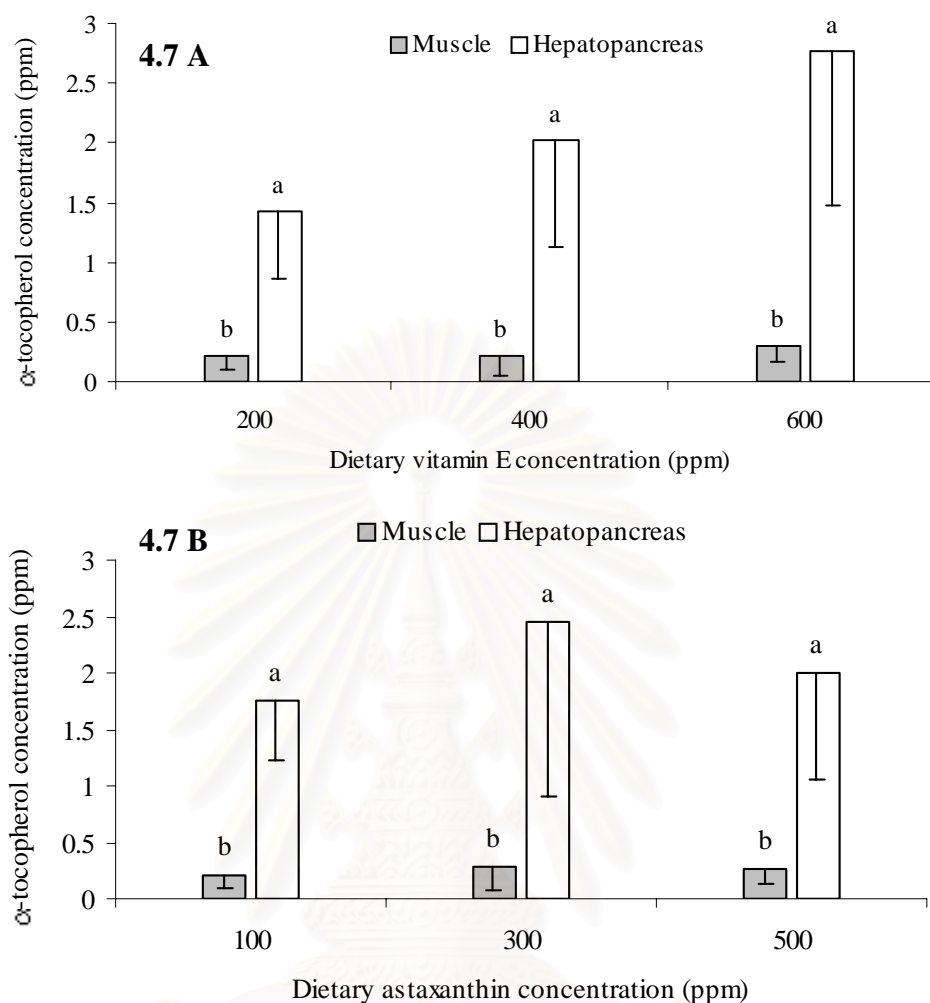 4.7 A
Muscle Hepatopancreas
α-tocopherol concentration (ppm)
3
2.5
2
1.5
1
0.5
0
b a b a b a
200 400 600
Dietary vitamin E concentration (ppm)
4.7 B
Muscle Hepatopancreas
α-tocopherol concentration (ppm)
3
2.5
2
1.5
1
0.5
0
b a b a b a
100 300 500
Dietary astaxanthin concentration (ppm)